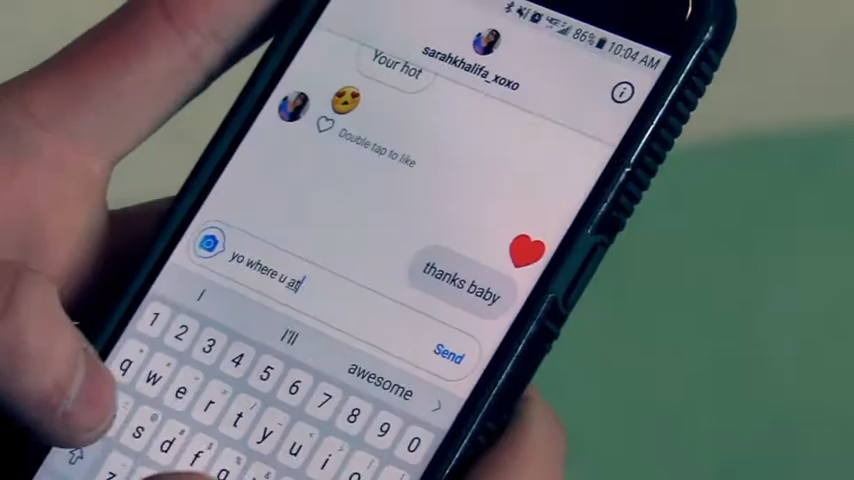 86% 10:04 AM
sarahkhalifa_xoxo
Your hot
Double tap to like
thanks baby
yo where u at
Send
I
I'll
awesome
1 2 3 4 5 6 7 8 9 0
q w e r t y u i
s d f g